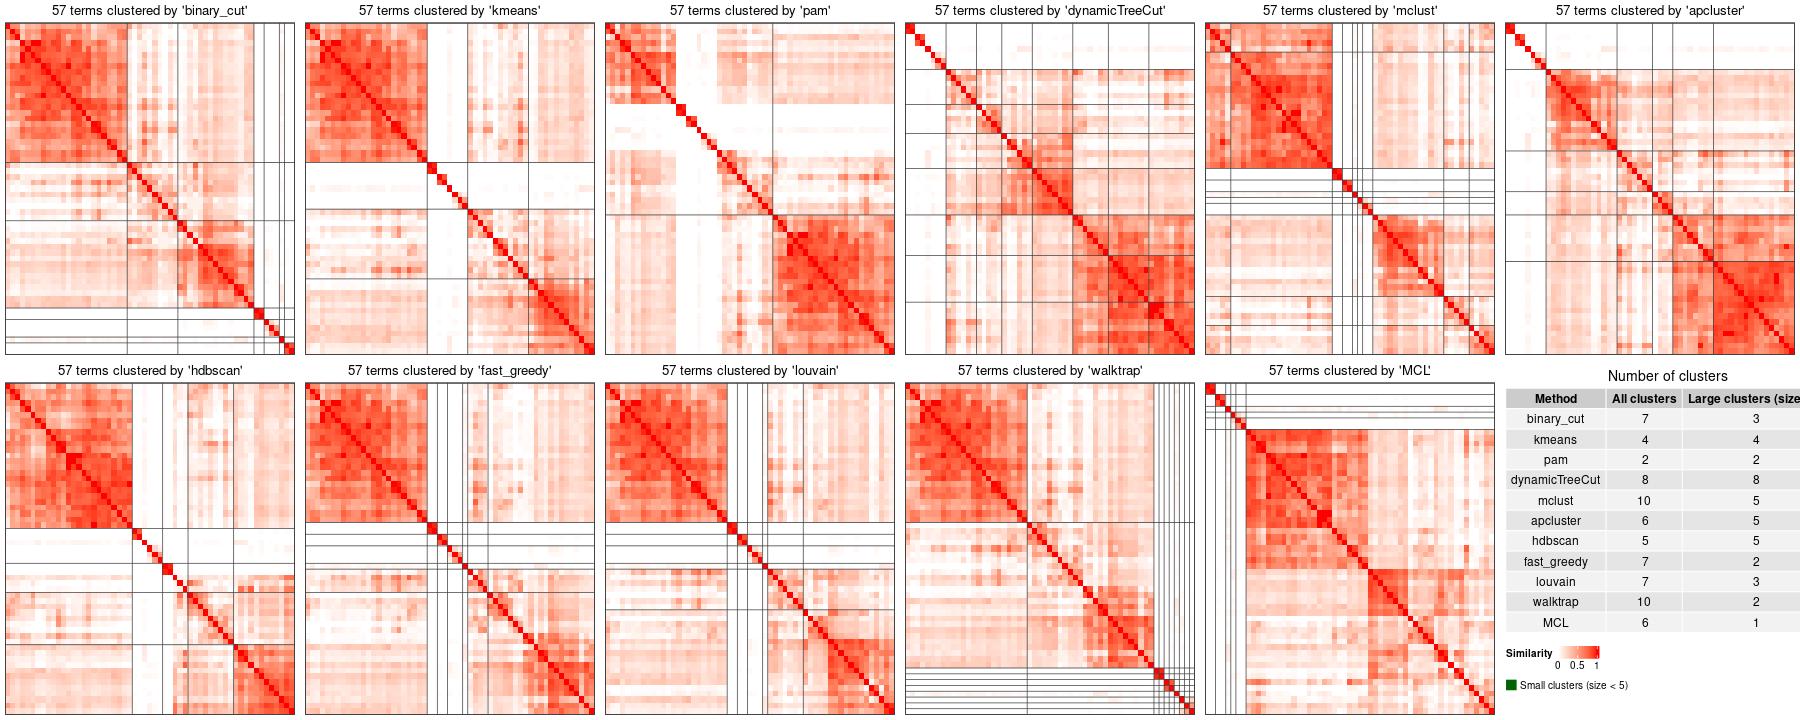 57 terms clustered by 'binary_cut'
57 terms clustered by 'kmeans'
57 terms clustered by 'pam'
57 terms clustered by 'dynamicTreeCut'
57 terms clustered by 'mclust'
57 terms clustered by 'apcluster'
57 terms clustered by 'hdbscan'
57 terms clustered by 'fast_greedy'
57 terms clustered by 'louvain'
57 terms clustered by 'walktrap'
57 terms clustered by 'MCL'
Number of clusters
Method All clusters Large clusters (size
binary_cut 7 3
kmeans 4 4
pam 2 2
dynamicTreeCut 8 8
mclust 10 5
apcluster 6 5
hdbscan 5 5
fast_greedy 7 2
louvain 7 3
walktrap 10 2
MCL 6 1
Similarity
0 0.5 1
Small clusters (size < 5)